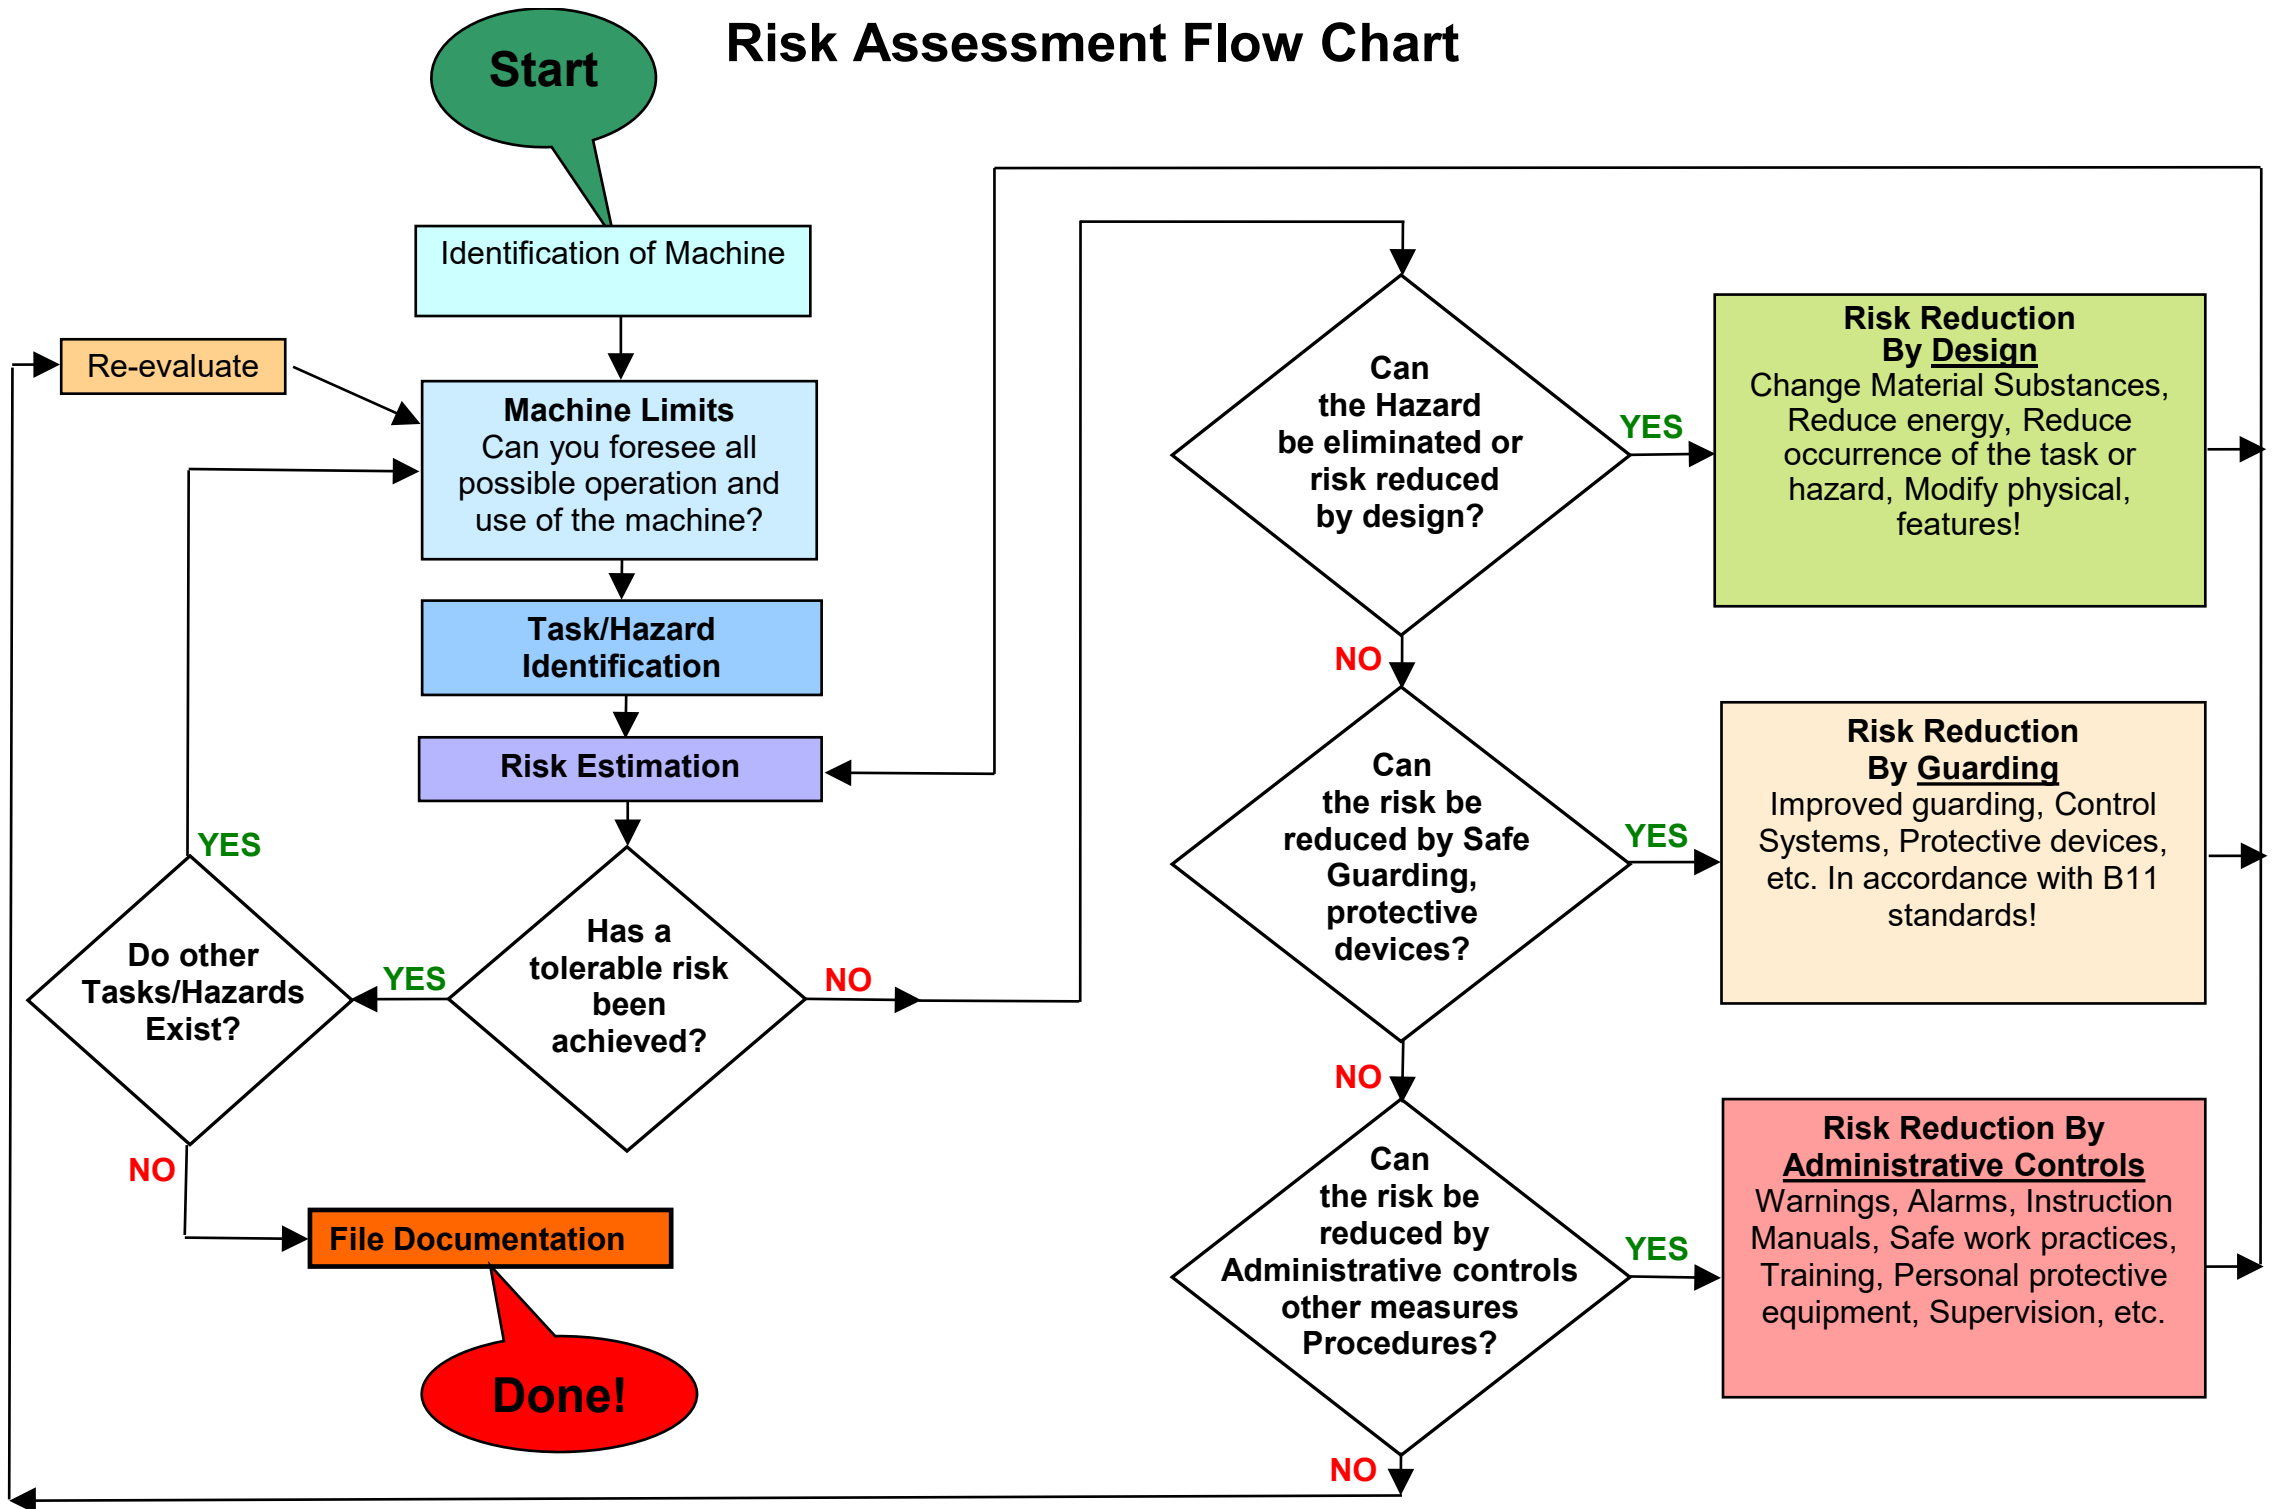 Risk Assessment Flow Chart
Start
Identification of Machine
Re-evaluate
Machine Limits
Can you foresee all
possible operation and
use of the machine?
Task/Hazard
Identification
Risk Estimation
YES
Do other
Tasks/Hazards
Exist?
YES
Has a
tolerable risk
been
achieved?
NO
NO
File Documentation
Done!
Can
the Hazard
be eliminated or
risk reduced
by design?
YES
Risk Reduction
By Design
Change Material Substances,
Reduce energy, Reduce
occurrence of the task or
hazard, Modify physical,
features!
NO
Can
the risk be
reduced by Safe
Guarding,
protective
devices?
YES
Risk Reduction
By Guarding
Improved guarding, Control
Systems, Protective devices,
etc. In accordance with B11
standards!
NO
Can
the risk be
reduced by
Administrative controls
other measures
Procedures?
YES
Risk Reduction By
Administrative Controls
Warnings, Alarms, Instruction
Manuals, Safe work practices,
Training, Personal protective
equipment, Supervision, etc.
NO